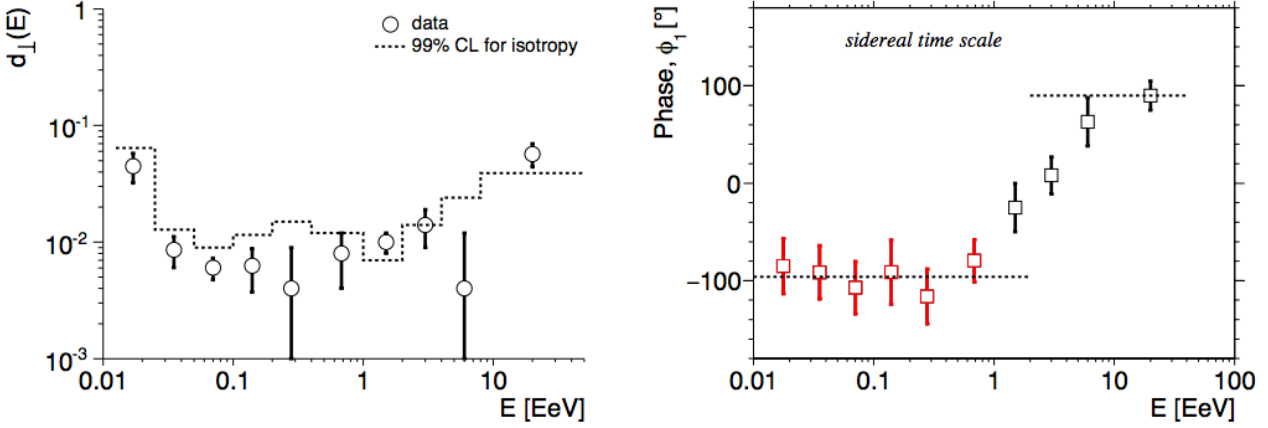 d⊥(E)
1
10⁻¹
10⁻²
10⁻³
data
99% CL for isotropy
0.01 0.1 1 10
E [EeV]
Phase, ϕ₁ [°]
sidereal time scale
100
0
−100
0.01 0.1 1 10 100
E [EeV]